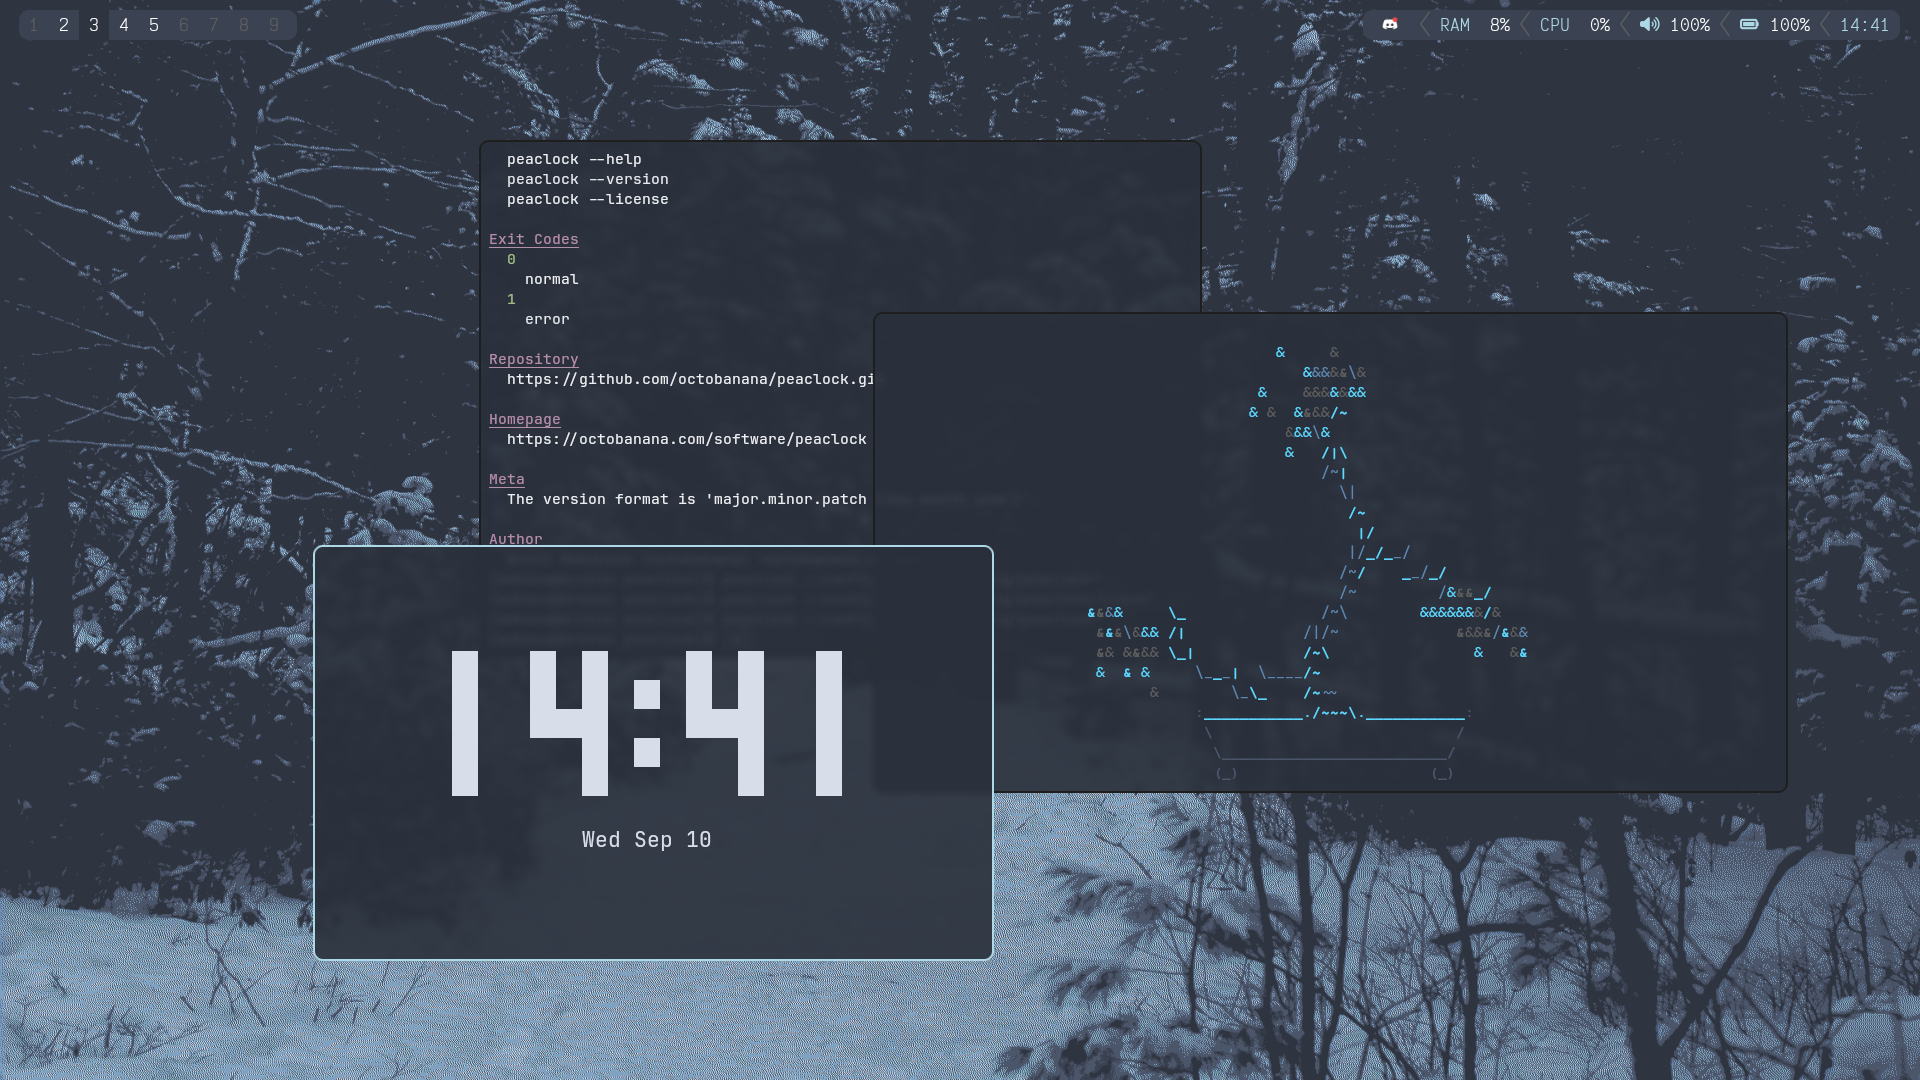 1 2 3 4 5 6 7 8 9
RAM 8% CPU 0% 100% 100% 14:41
peaclock --help
peaclock --version
peaclock --license
Exit Codes
0
normal
1
error
Repository
https://github.com/octobanana/peaclock.gi
Homepage
https://octobanana.com/software/peaclock
Meta
The version format is 'major.minor.patch
Author
14:41
Wed Sep 10